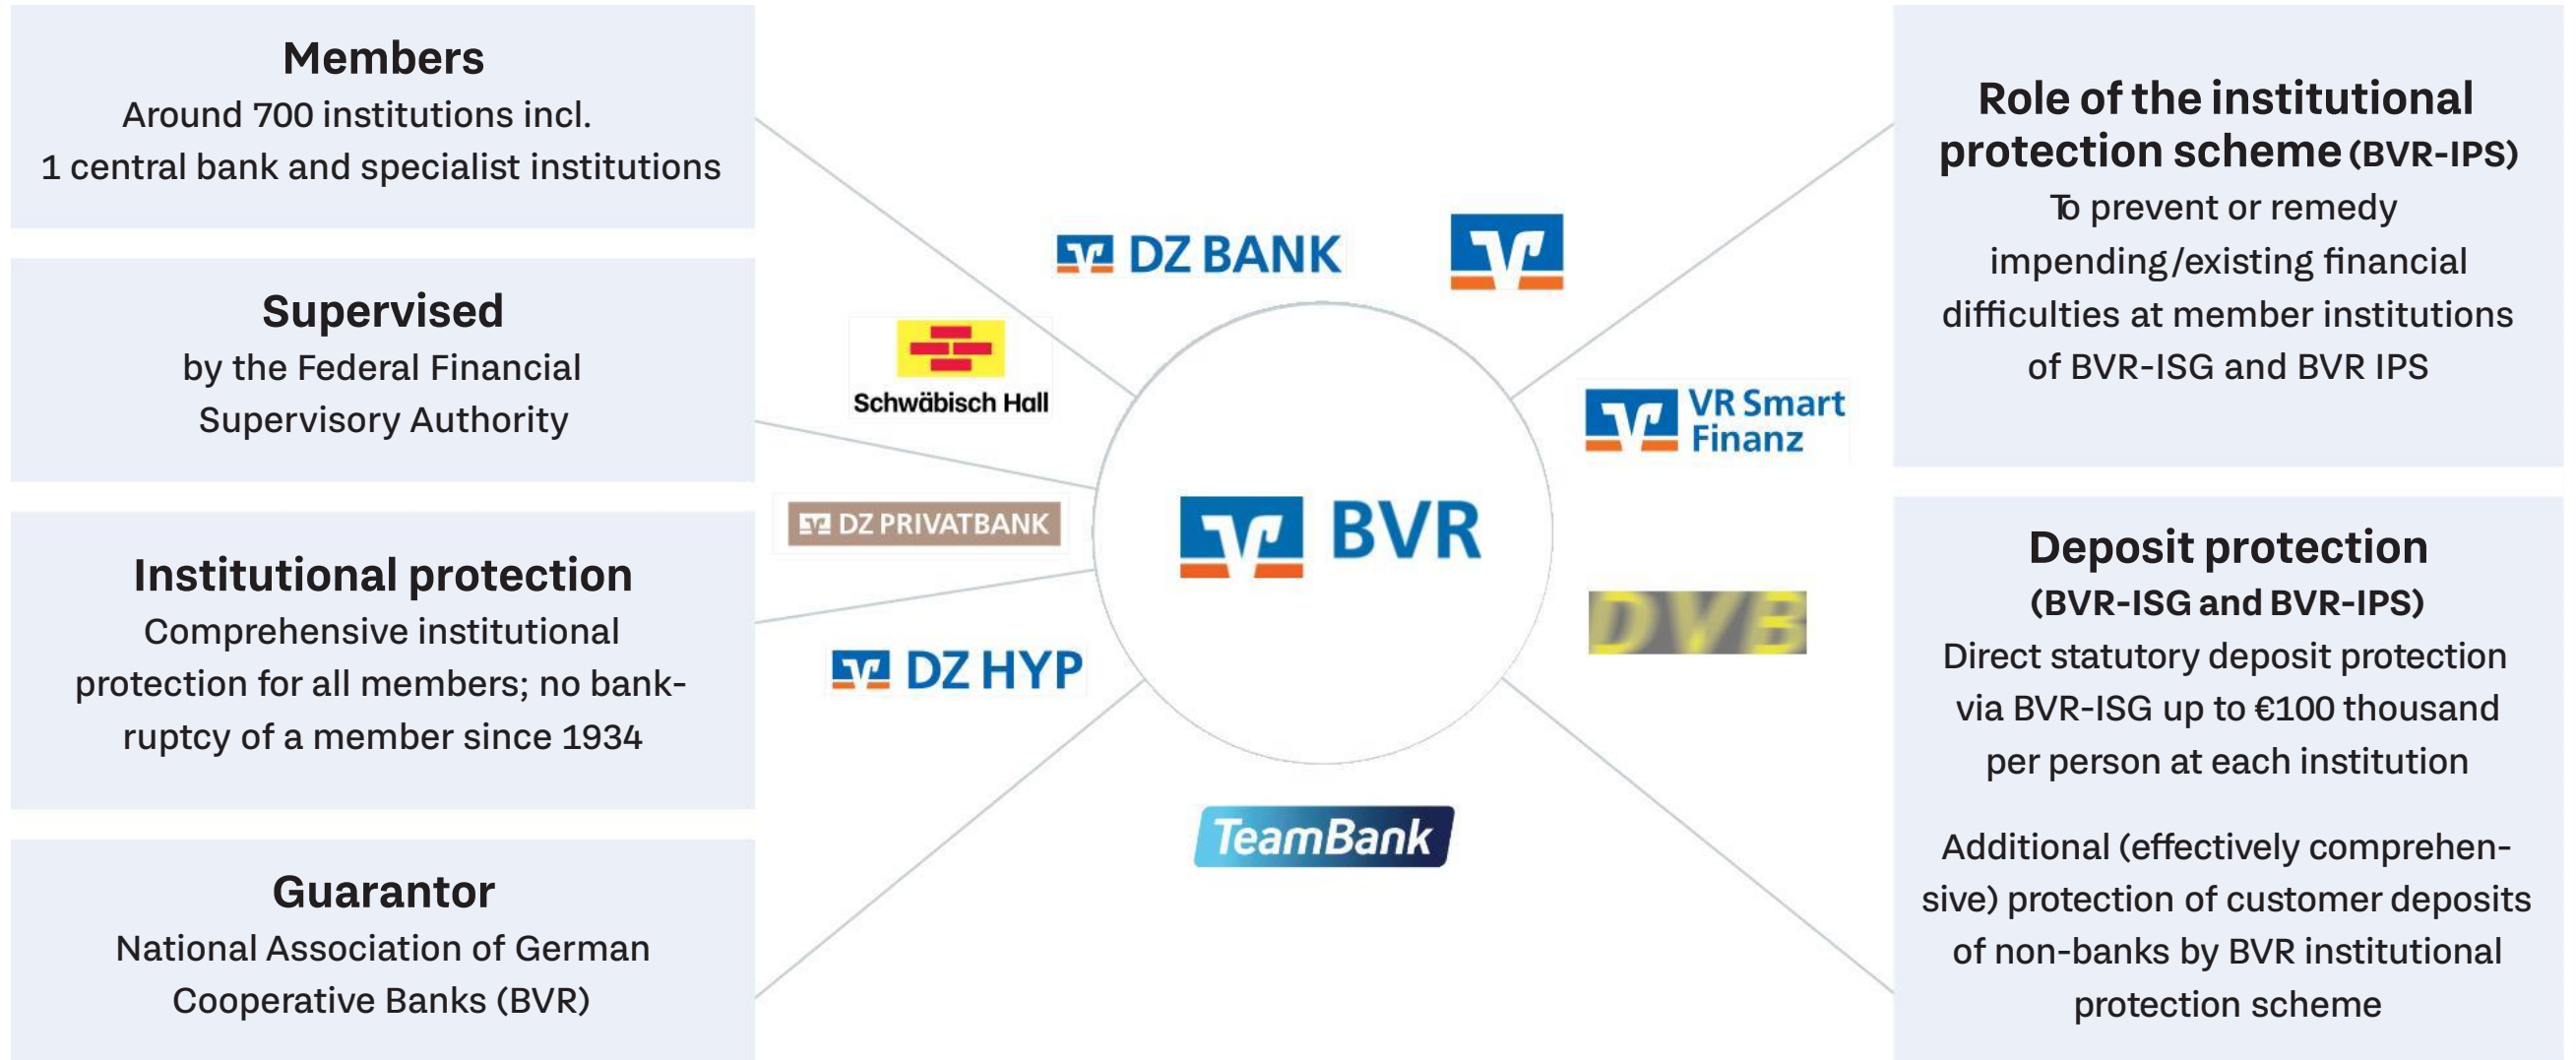 Members
Around 700 institutions incl.
1 central bank and specialist institutions
Supervised
by the Federal Financial
Supervisory Authority
Institutional protection
Comprehensive institutional
protection for all members; no bank-
ruptcy of a member since 1934
Guarantor
National Association of German
Cooperative Banks (BVR)
DZ BANK
Schwäbisch Hall
DZ PRIVATBANK
DZ HYP
BVR
VR Smart
Finanz
DVB
TeamBank
Role of the institutional
protection scheme (BVR-IPS)
To prevent or remedy
impending/existing financial
difficulties at member institutions
of BVR-ISG and BVR IPS
Deposit protection
(BVR-ISG and BVR-IPS)
Direct statutory deposit protection
via BVR-ISG up to €100 thousand
per person at each institution
Additional (effectively comprehen-
sive) protection of customer deposits
of non-banks by BVR institutional
protection scheme